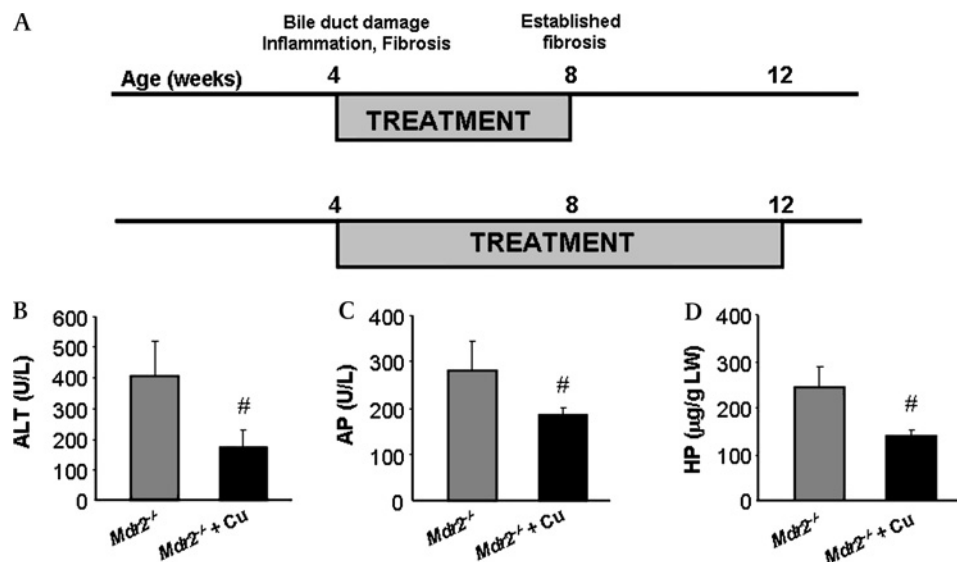 A
Bile duct damage
Inflammation, Fibrosis
Established
fibrosis
Age (weeks)
4
8
12
TREATMENT
4
8
12
TREATMENT
B
ALT (U/L)
600
500
400
300
200
100
0
#
Mdr2-/-
Mdr2-/- + Cu
C
AP (U/L)
400
300
200
100
0
#
Mdr2-/-
Mdr2-/- + Cu
D
HP (µg/g LW)
400
300
200
100
0
#
Mdr2-/-
Mdr2-/- + Cu